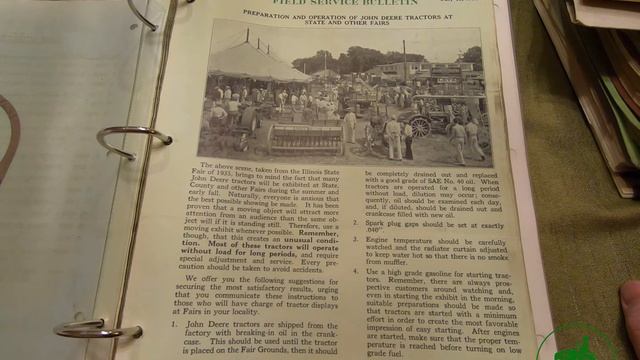 FIELD SERVICE BULLETIN
PREPARATION AND OPERATION OF JOHN DEERE TRACTORS AT
STATE AND OTHER FAIRS
The above scene, taken from the Illinois State
Fair of 1933, brings to mind the fact that many
John Deere tractors will be exhibited at State,
County and other Fairs during the summer and
early fall. Naturally, everyone is anxious that
the best possible showing be made. It has been
proven that a moving object will attract more
attention from an audience than the same ob-
ject will if it is standing still. Therefore, use a
moving exhibit whenever possible. Remember,
though, that this creates an unusual condi-
tion. Most of these tractors will operate
without load for long periods, and require
special adjustment and service. Every pre-
caution should be taken to avoid accidents.
We offer you the following suggestions for
securing the most satisfactory results, urging
that you communicate these instructions to
those who will have charge of tractor displays
at Fairs in your locality.
1. John Deere tractors are shipped from the
factory with breaking-in oil in the crank-
case. This should be used until the tractor
is placed on the Fair Grounds, then it should
be completely drained out and replaced
with a good grade of SAE No. 40 oil. When
tractors are operated for a long period
without load, dilution may occur; conse-
quently, oil should be examined each day,
and, if diluted, should be drained out and
crankcase filled with new oil.
2. Spark plug gaps should be set at exactly
.040".
3. Engine temperature should be carefully
watched and the radiator curtain adjusted
to keep water hot so that there is no smoke
from muffler.
4. Use a high grade gasoline for starting trac-
tors. Remember, there are always pros-
pective customers around watching and,
even in starting the exhibit in the morning,
suitable preparations should be made so
that tractors are started with a minimum
effort in order to create the most favorable
impression of easy starting. After engines
are started, make sure that the proper tem-
perature is reached before turning on low
grade fuel.